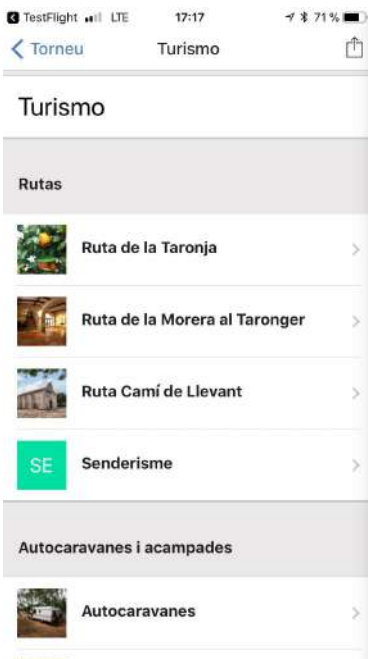 TestFlight LTE 17:17 71%
Torneu Turismo
Turismo
Rutas
Ruta de la Taronja
Ruta de la Morera al Taronger
Ruta Camí de Llevant
SE Senderisme
Autocaravanes i acampades
Autocaravanes